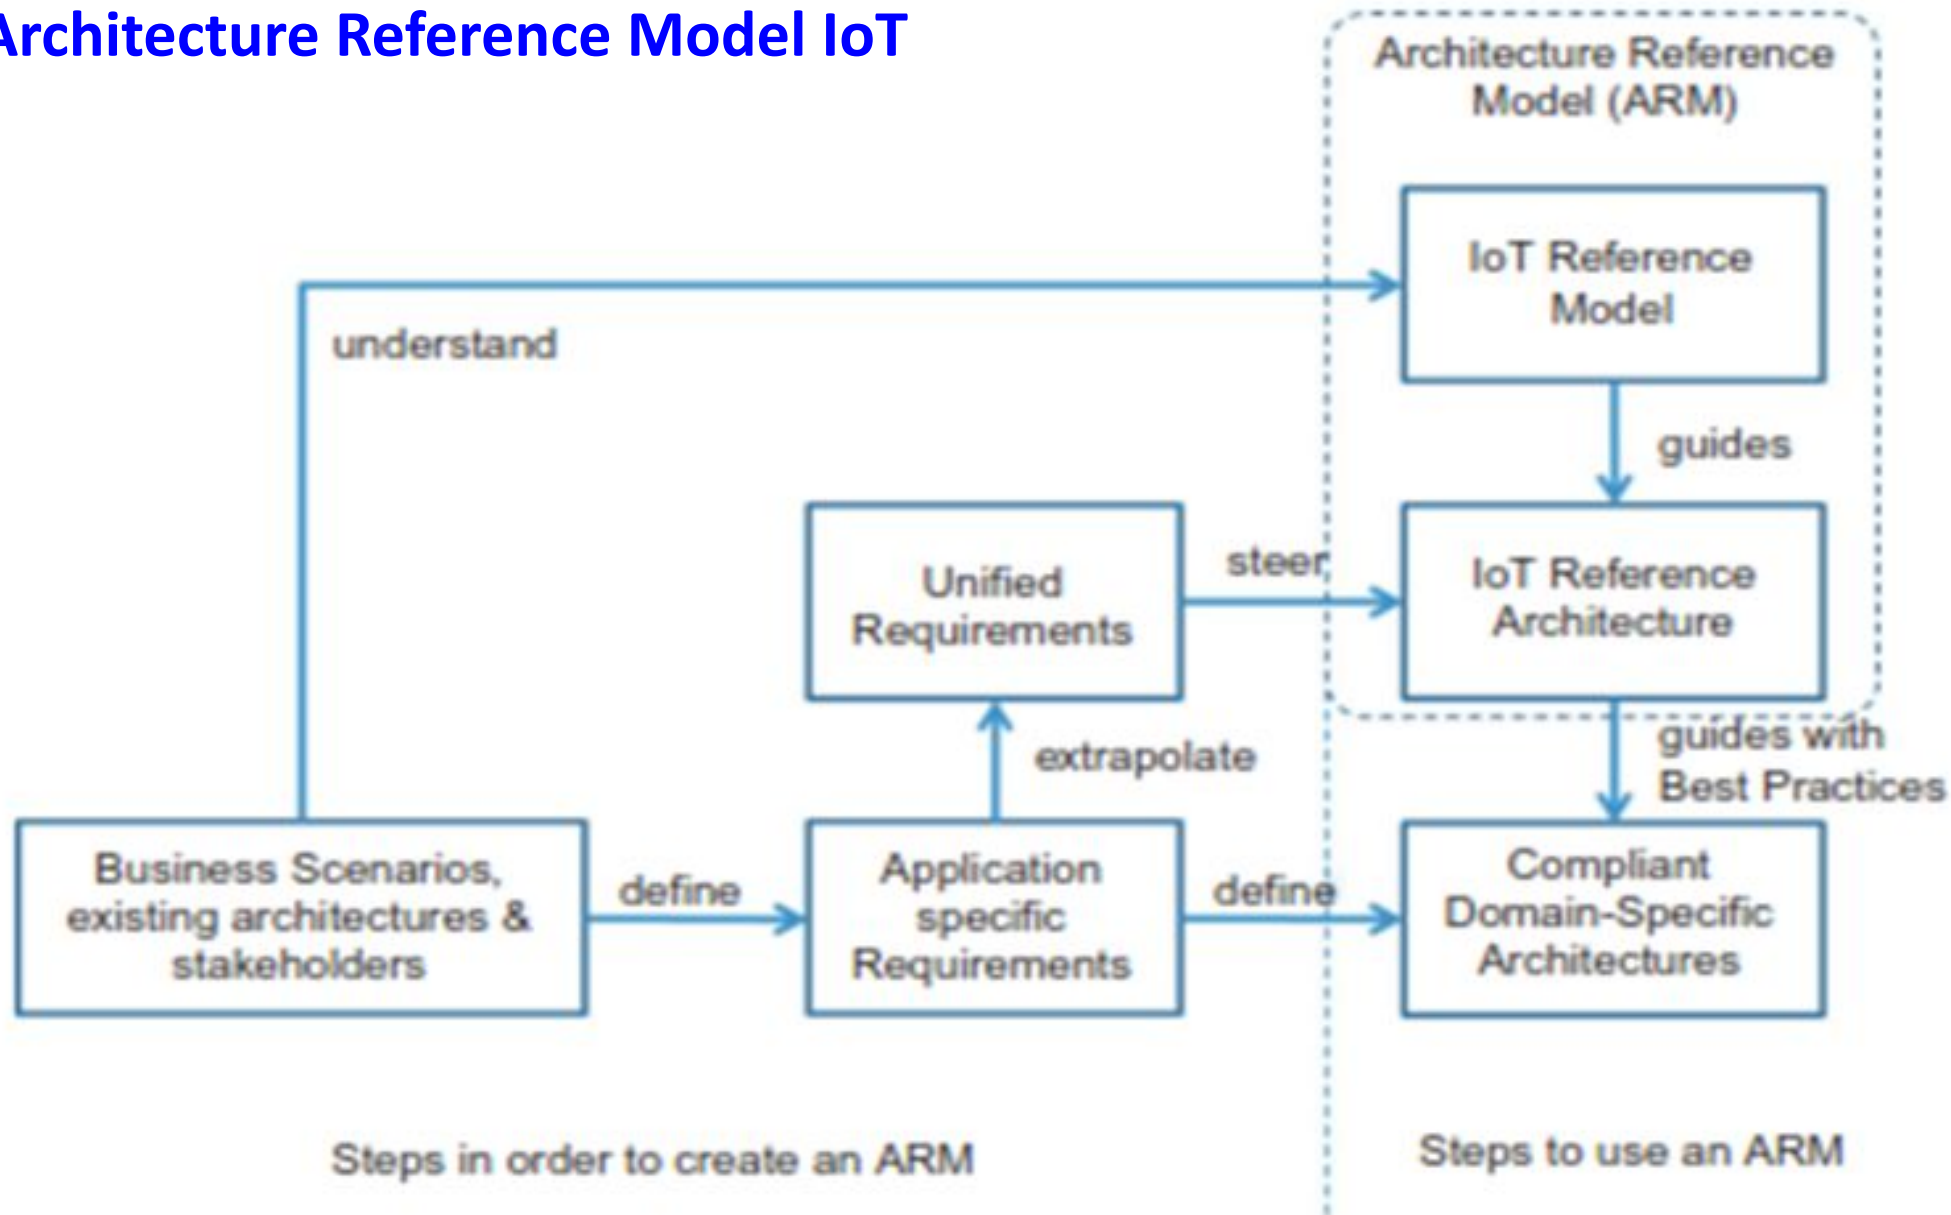 Architecture Reference Model IoT
Architecture Reference
Model (ARM)
IoT Reference
Model
understand
guides
Unified
Requirements
steer
IoT Reference
Architecture
extrapolate
guides with
Best Practices
Business Scenarios,
existing architectures &
stakeholders
define
Application
specific
Requirements
define
Compliant
Domain-Specific
Architectures
Steps in order to create an ARM
Steps to use an ARM